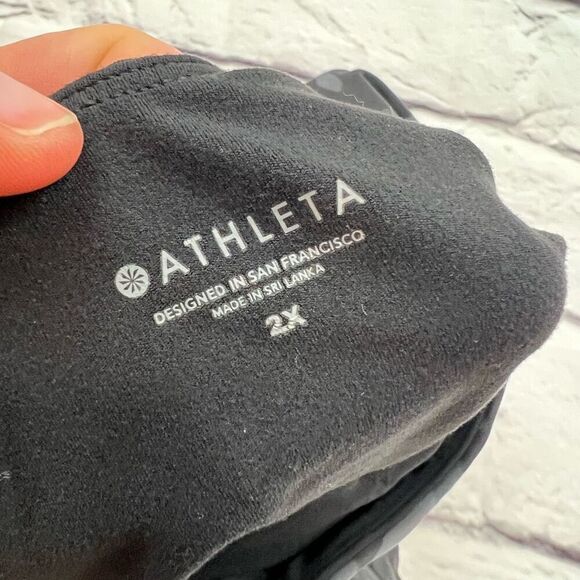 ATHLETA
DESIGNED IN SAN FRANCISCO
MADE IN SRI LANKA
2X